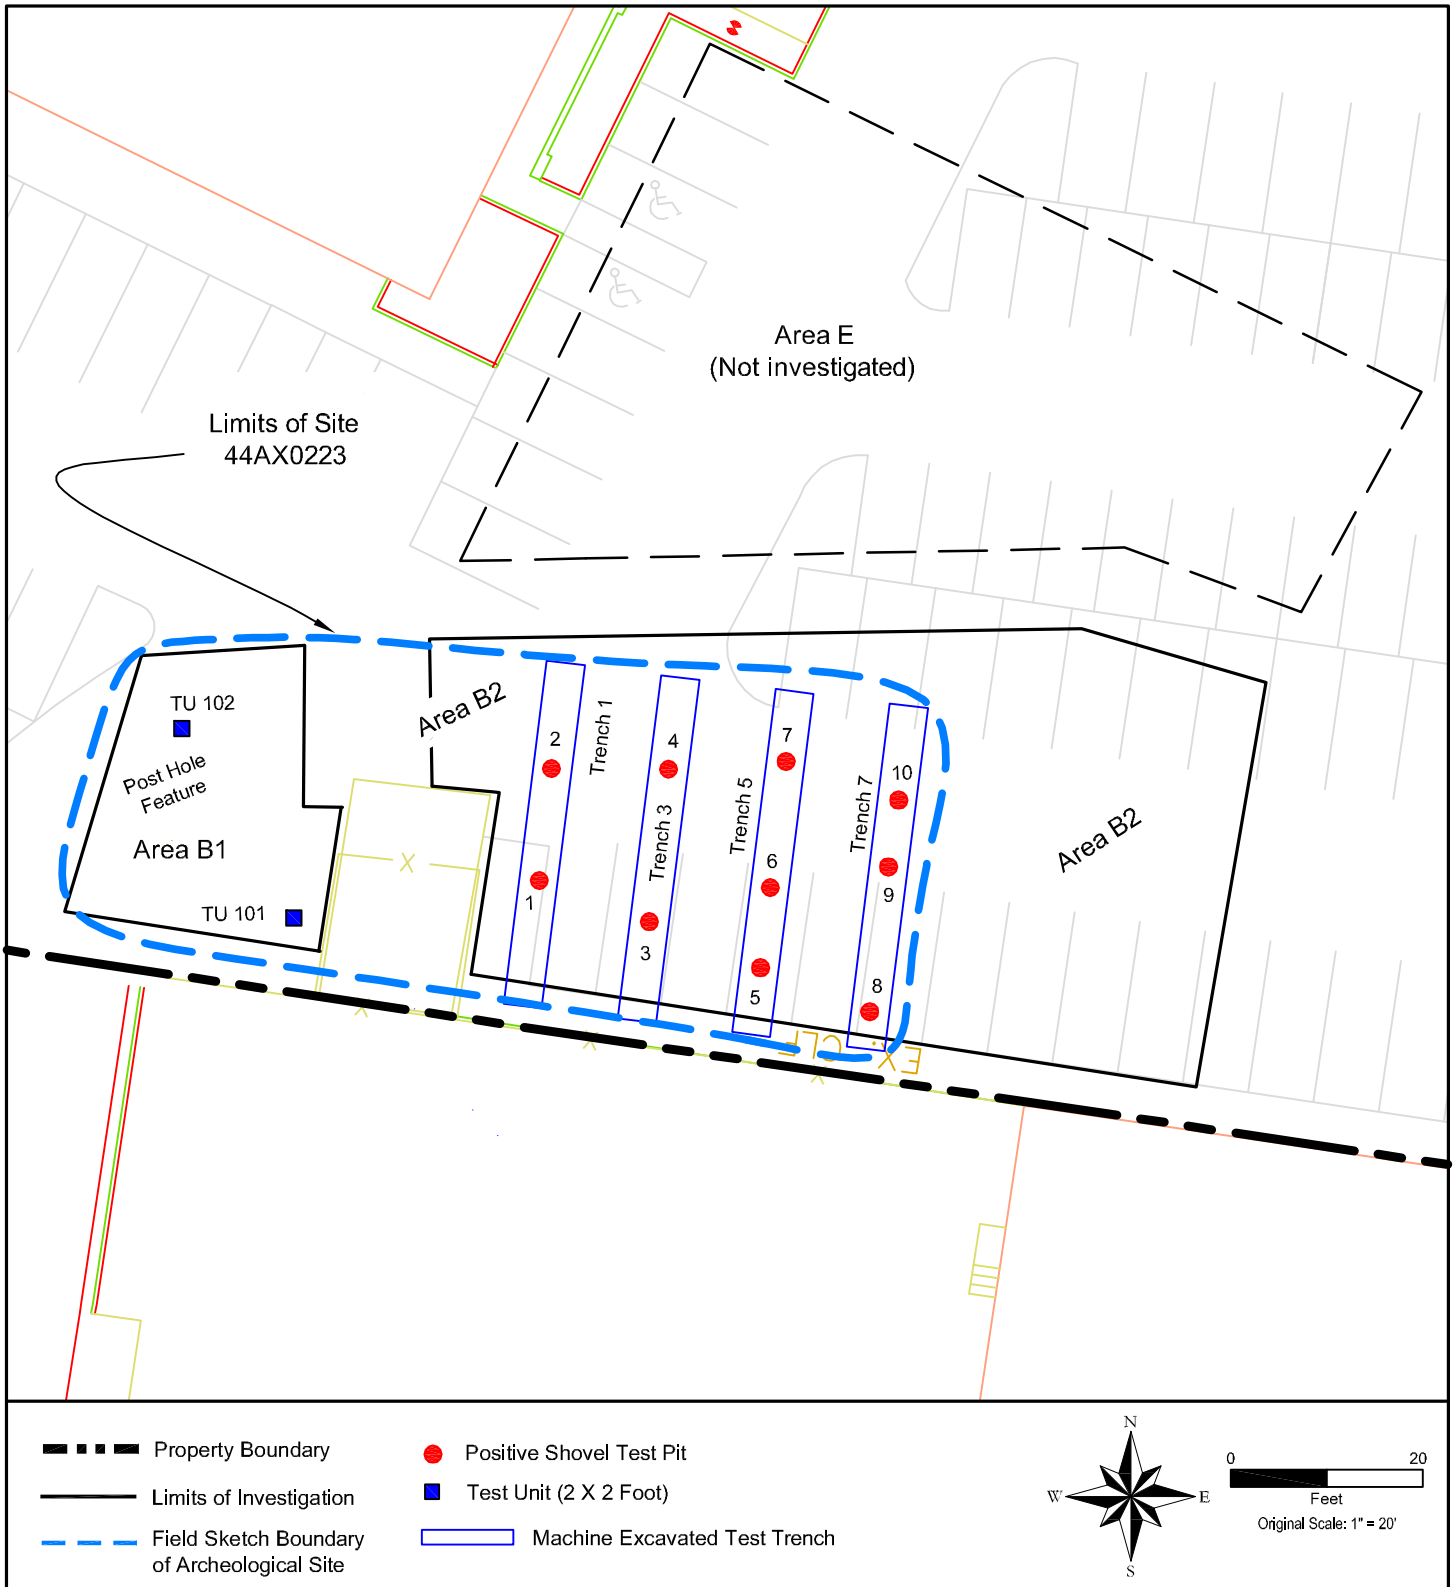 Area E
(Not investigated)
Limits of Site
44AX0223
TU 102
Post Hole
Feature
Area B1
TU 101
Area B2
Trench 1
2
1
4
Trench 3
3
7
Trench 5
6
5
Trench 7
10
9
8
Area B2
X
X
X
X
EX. CLF
Property Boundary
Limits of Investigation
Field Sketch Boundary
of Archeological Site
Positive Shovel Test Pit
Test Unit (2 X 2 Foot)
Machine Excavated Test Trench
N
W
E
S
0 20
Feet
Original Scale: 1" = 20'